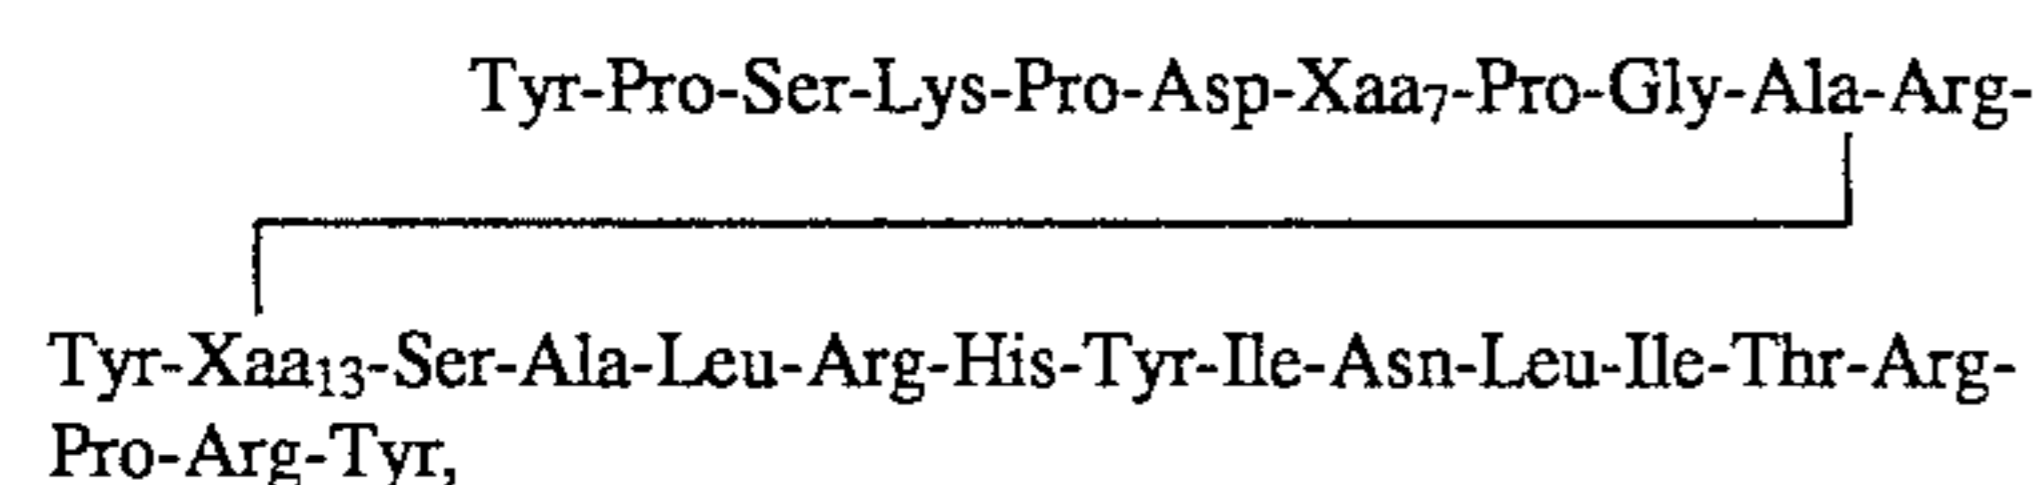 Tyr-Pro-Ser-Lys-Pro-Asp-Xaa₇-Pro-Gly-Ala-Arg-
Tyr-Xaa₁₃-Ser-Ala-Leu-Arg-His-Tyr-Ile-Asn-Leu-Ile-Thr-Arg-
Pro-Arg-Tyr,